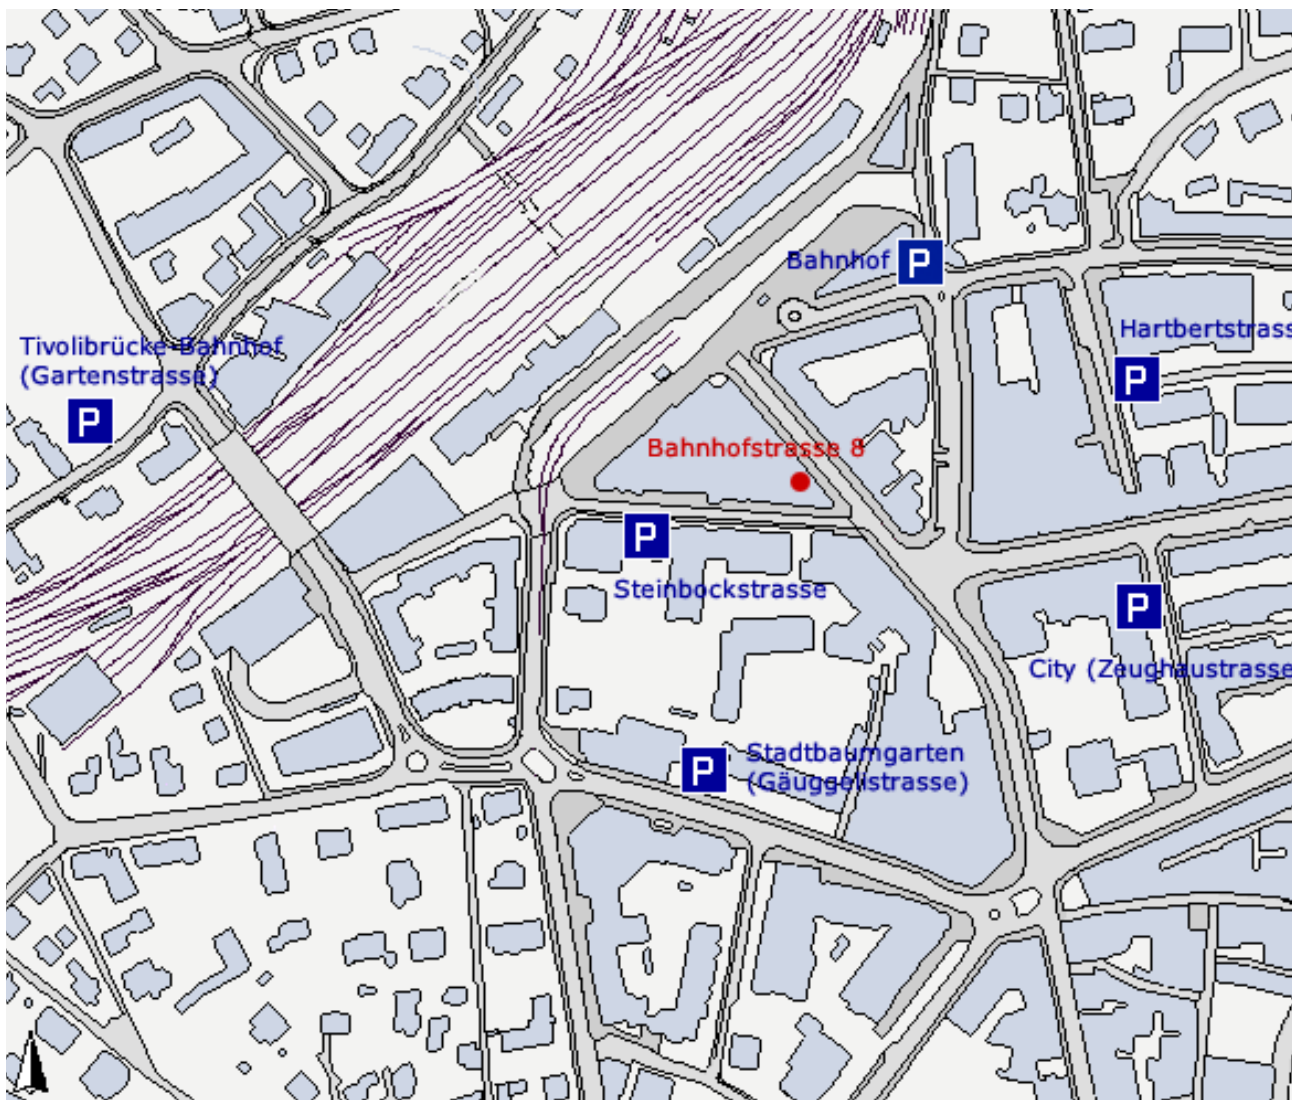 Bahnhof
P
Hartbertstrass
Tivolibrücke-Bahnhof
(Gartenstrasse)
P
P
Bahnhofstrasse 8
P
Steinbockstrasse
P
City (Zeughaustrasse
P
Stadtbaumgarten
(Gäuggelistrasse)